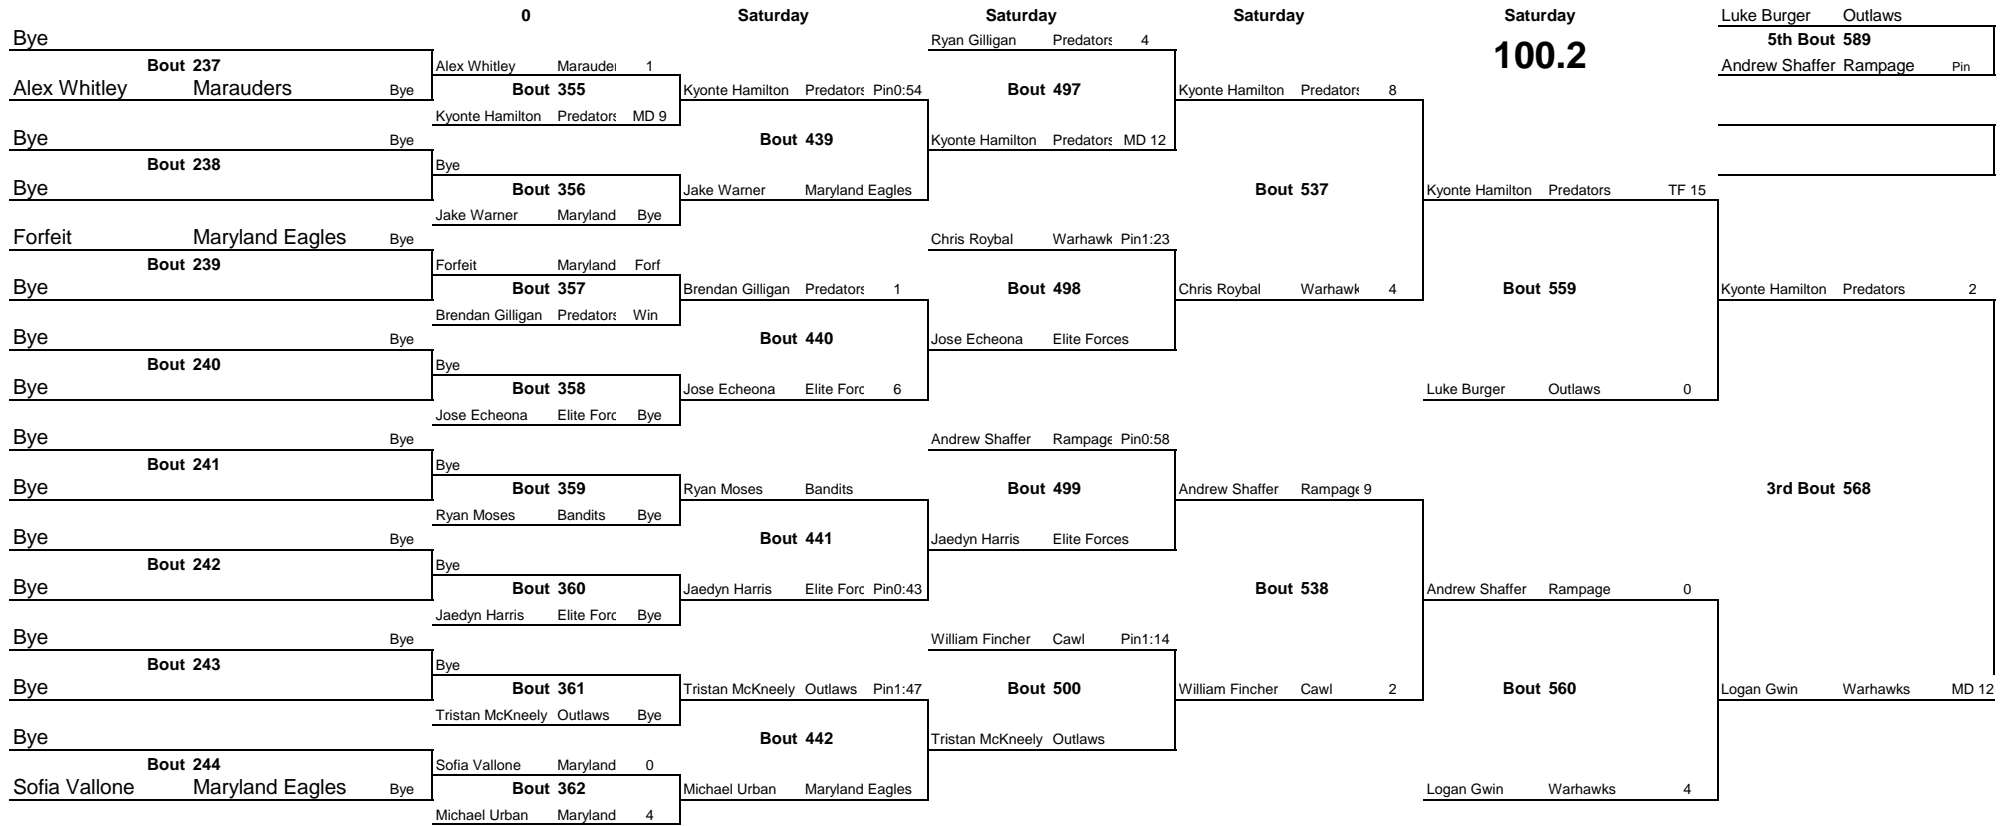 0 Saturday Saturday Saturday Saturday Luke Burger Outlaws
Bye Ryan Gilligan Predators 4 100.2 5th Bout 589
Bout 237 Alex Whitley Marauder 1 Andrew Shaffer Rampage Pin
Alex Whitley Marauders Bye Bout 355 Kyonte Hamilton Predators Pin0:54 Bout 497 Kyonte Hamilton Predators 8
Kyonte Hamilton Predators MD 9
Bye Bye Bout 439 Kyonte Hamilton Predators MD 12
Bout 238 Bye
Bye Bout 356 Jake Warner Maryland Eagles Bout 537 Kyonte Hamilton Predators TF 15
Jake Warner Maryland Bye
Forfeit Maryland Eagles Bye Chris Roybal Warhawk Pin1:23
Bout 239 Forfeit Maryland Forf
Bye Bout 357 Brendan Gilligan Predators 1 Bout 498 Chris Roybal Warhawk 4 Bout 559 Kyonte Hamilton Predators 2
Brendan Gilligan Predators Win
Bye Bye Bout 440 Jose Echeona Elite Forces
Bout 240 Bye
Bye Bout 358 Jose Echeona Elite Forc 6 Luke Burger Outlaws 0
Jose Echeona Elite Forc Bye
Bye Bye Andrew Shaffer Rampage Pin0:58
Bout 241 Bye
Bye Bout 359 Ryan Moses Bandits Bout 499 Andrew Shaffer Rampage 9 3rd Bout 568
Ryan Moses Bandits Bye
Bye Bye Bout 441 Jaedyn Harris Elite Forces
Bout 242 Bye
Bye Bout 360 Jaedyn Harris Elite Forc Pin0:43 Bout 538 Andrew Shaffer Rampage 0
Jaedyn Harris Elite Forc Bye
Bye Bye William Fincher Cawl Pin1:14
Bout 243 Bye
Bye Bout 361 Tristan McKneely Outlaws Pin1:47 Bout 500 William Fincher Cawl 2 Bout 560 Logan Gwin Warhawks MD 12
Tristan McKneely Outlaws Bye
Bye Bout 442 Tristan McKneely Outlaws
Bout 244 Sofia Vallone Maryland 0
Sofia Vallone Maryland Eagles Bye Bout 362 Michael Urban Maryland Eagles Logan Gwin Warhawks 4
Michael Urban Maryland 4